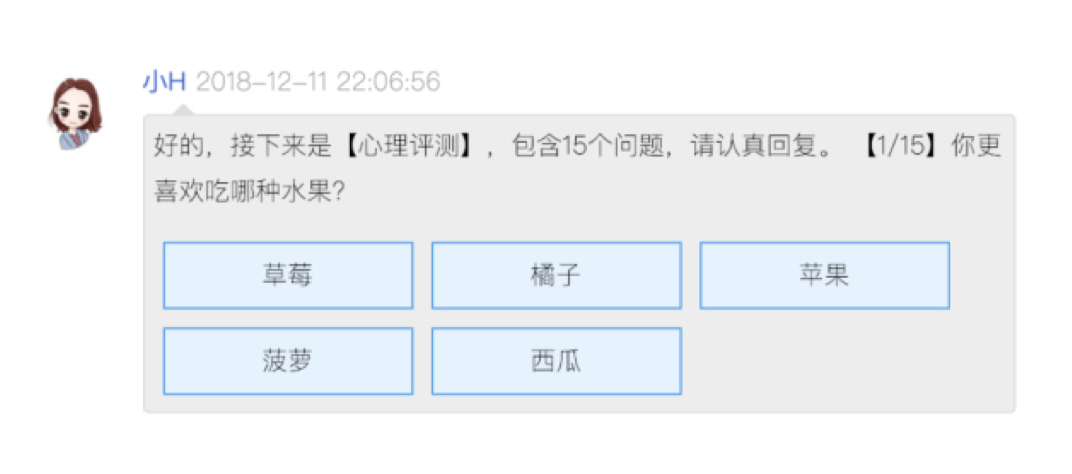 小H 2018-12-11 22:06:56
好的，接下来是【心理评测】，包含15个问题，请认真回复。 【1/15】你更
喜欢吃哪种水果?
草莓 橘子 苹果
菠萝 西瓜